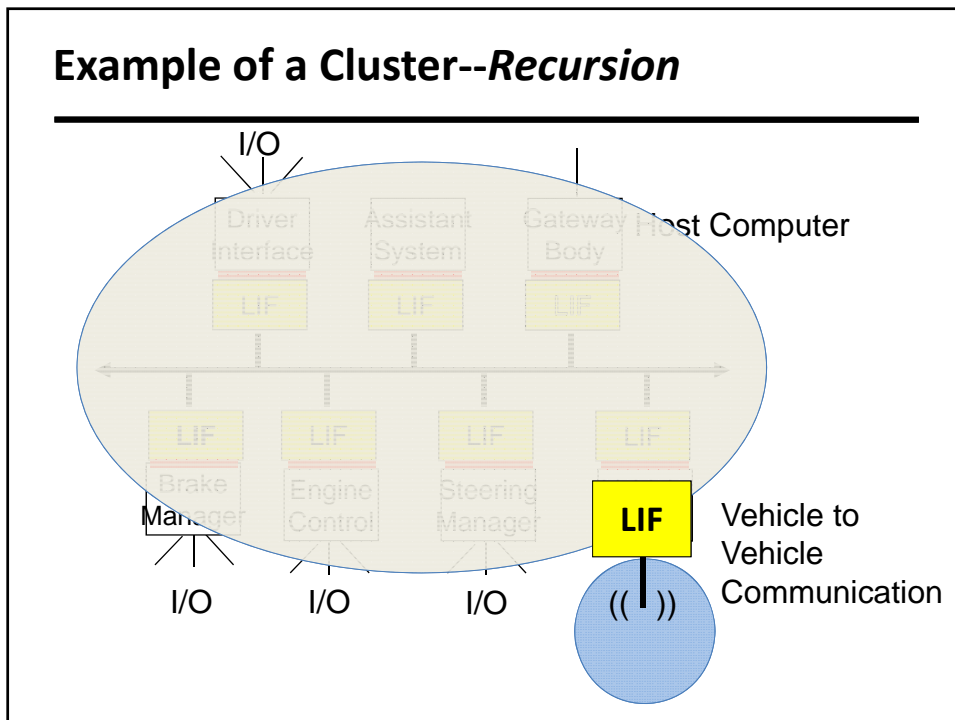 Example of a Cluster--Recursion
I/O
Driver
Interface
Assistant
System
Gateway
Body
Host Computer
LIF
LIF
LIF
LIF
LIF
LIF
LIF
Brake
Manager
Engine
Control
Steering
Manager
LIF
Vehicle to
Vehicle
Communication
I/O
I/O
I/O
(( ))